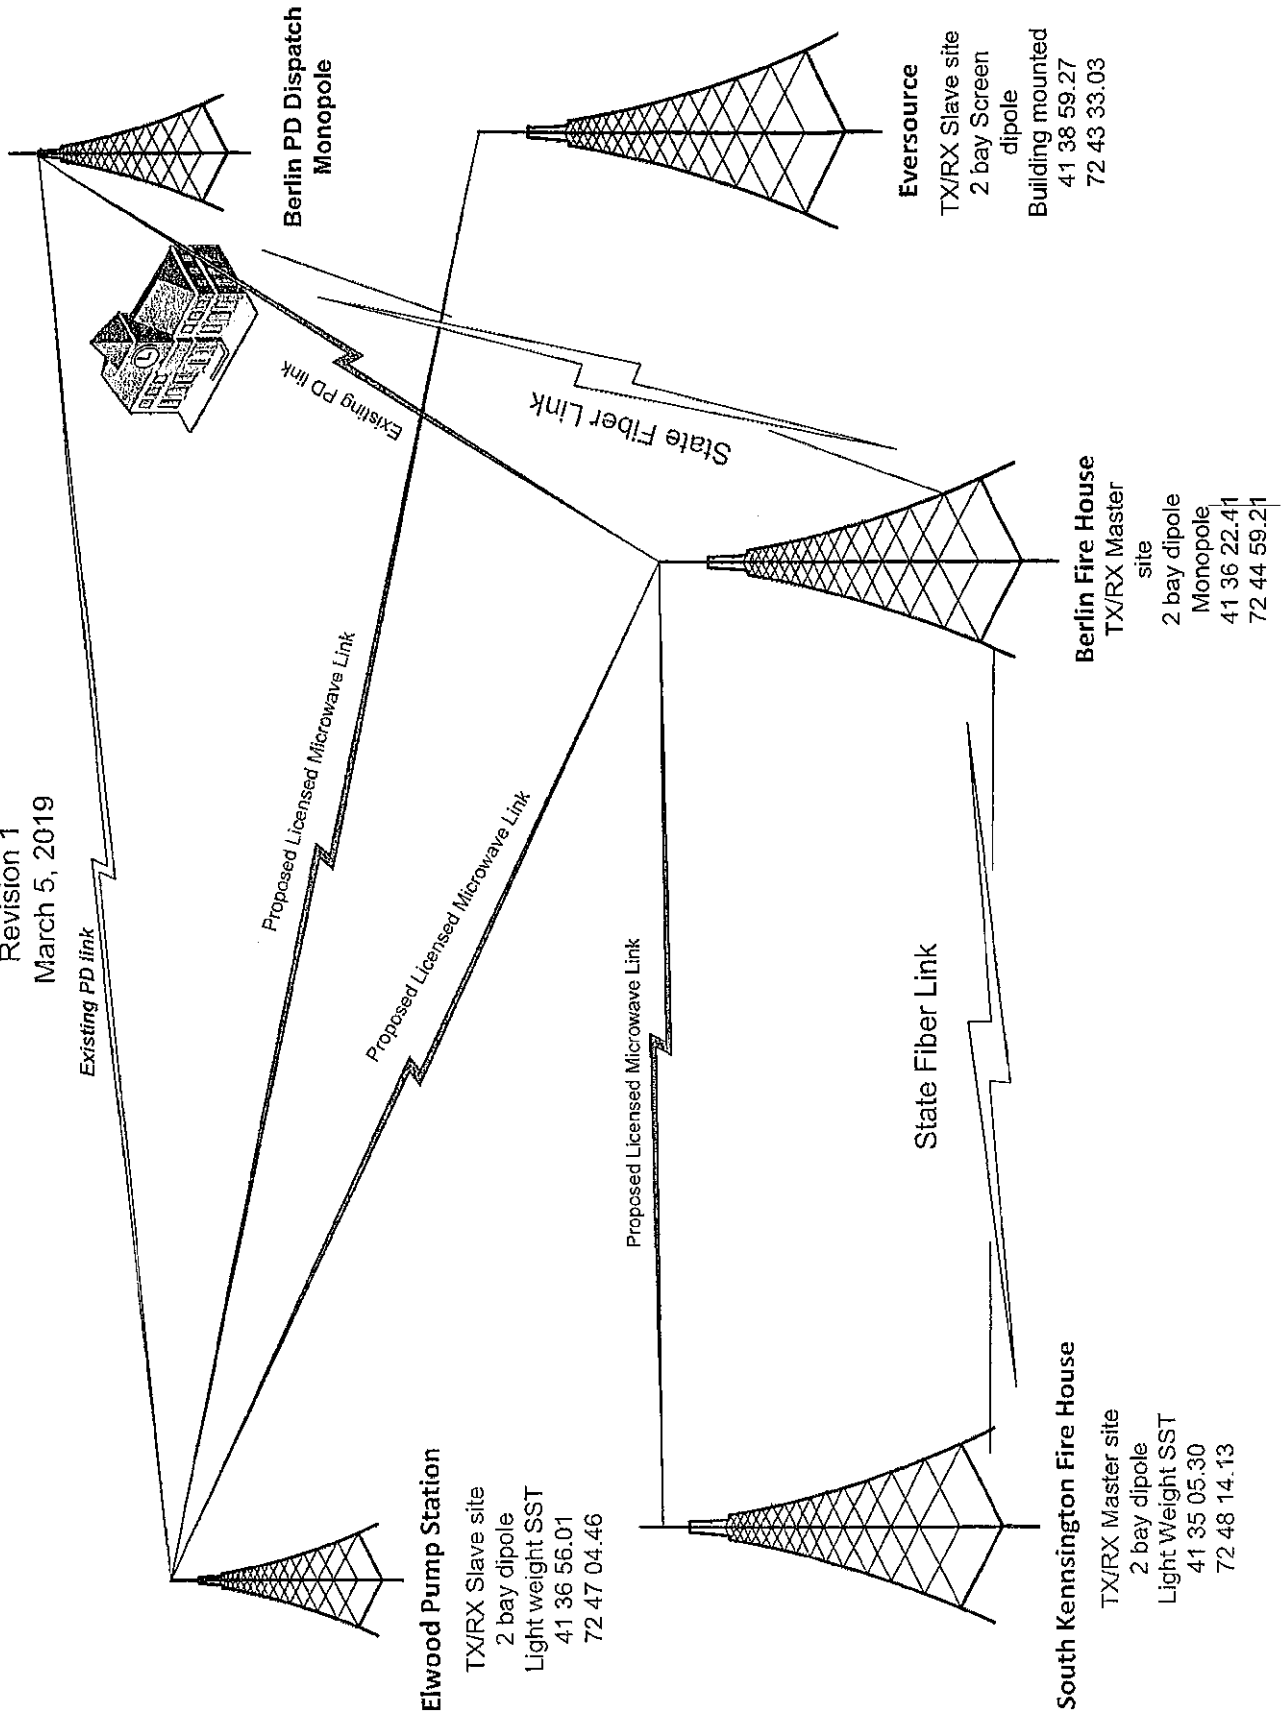 Revision 1
March 5, 2019
Existing PD link
Berlin PD Dispatch
Monopole
Existing PD link
Proposed Licensed Microwave Link
Proposed Licensed Microwave Link
State Fiber Link
Elwood Pump Station
TX/RX Slave site
2 bay dipole
Light weight SST
41 36 56.01
72 47 04.46
Eversource
TX/RX Slave site
2 bay Screen
dipole
Building mounted
41 38 59.27
72 43 33.03
Proposed Licensed Microwave Link
State Fiber Link
South Kennsington Fire House
TX/RX Master site
2 bay dipole
Light Weight SST
41 35 05.30
72 48 14.13
Berlin Fire House
TX/RX Master
site
2 bay dipole
Monopole
41 36 22.41
72 44 59.21